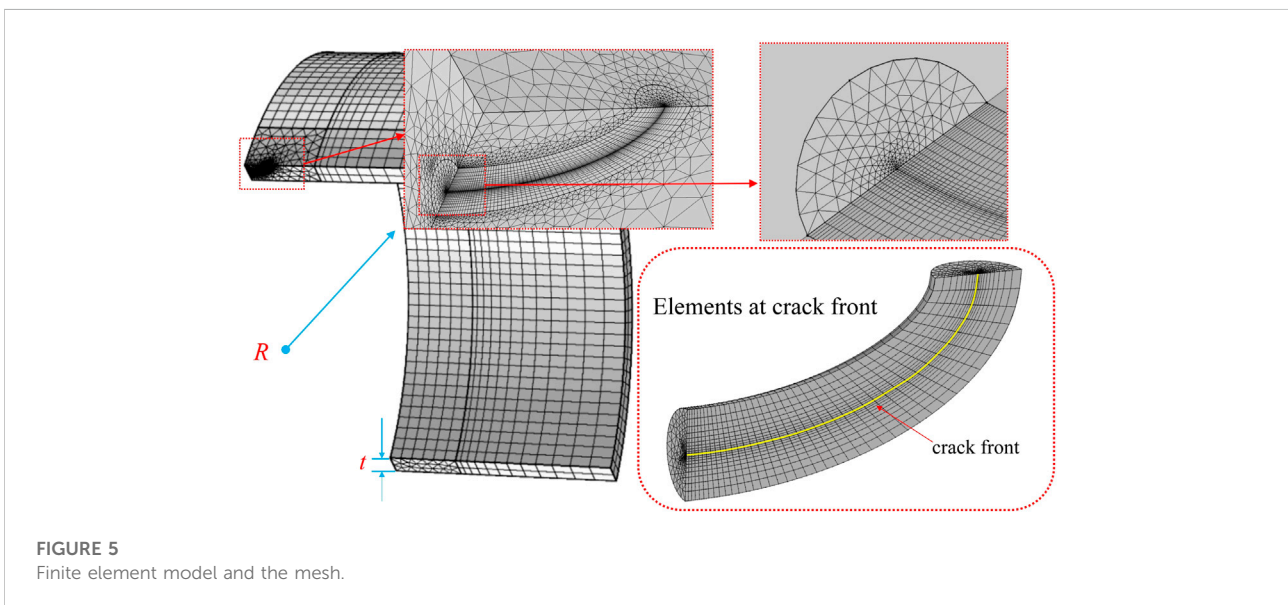 R
t
Elements at crack front
crack front
FIGURE 5
Finite element model and the mesh.